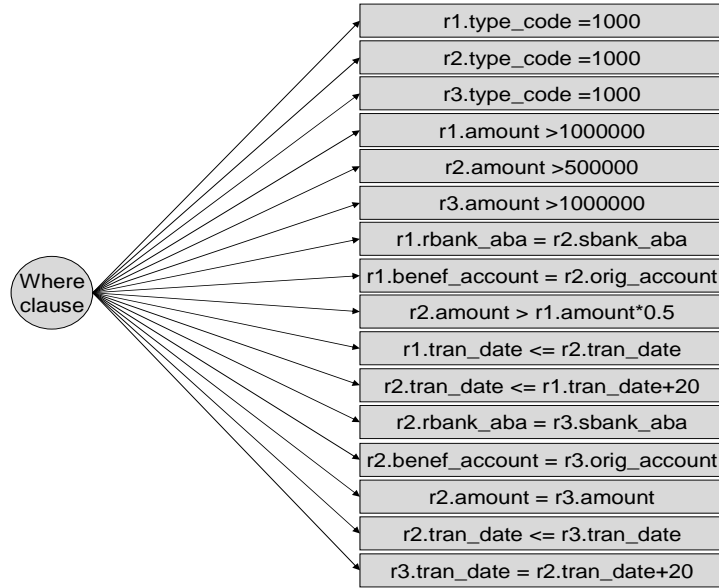 r1.type_code =1000
r2.type_code =1000
r3.type_code =1000
r1.amount >1000000
r2.amount >500000
r3.amount >1000000
r1.rbank_aba = r2.sbank_aba
r1.benef_account = r2.orig_account
r2.amount > r1.amount*0.5
r1.tran_date <= r2.tran_date
r2.tran_date <= r1.tran_date+20
r2.rbank_aba = r3.sbank_aba
r2.benef_account = r3.orig_account
r2.amount = r3.amount
r2.tran_date <= r3.tran_date
r3.tran_date = r2.tran_date+20
Where
clause